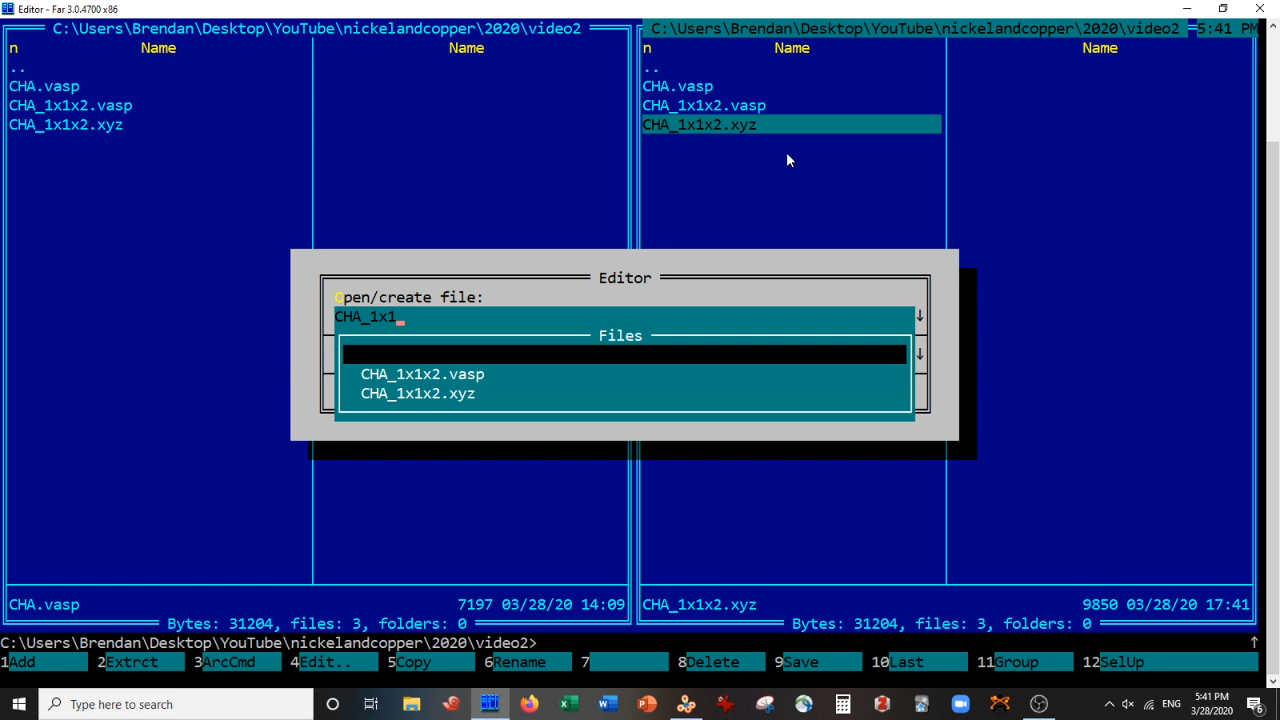 Editor - Far 3.0.4700 x86
C:\Users\Brendan\Desktop\YouTube\nickelandcopper\2020\video2
n Name Name
..
CHA.vasp
CHA_1x1x2.vasp
CHA_1x1x2.xyz
CHA.vasp 7197 03/28/20 14:09
Bytes: 31204, files: 3, folders: 0
C:\Users\Brendan\Desktop\YouTube\nickelandcopper\2020\video2 5:41 PM
n Name Name
..
CHA.vasp
CHA_1x1x2.vasp
CHA_1x1x2.xyz
CHA_1x1x2.xyz 9850 03/28/20 17:41
Bytes: 31204, files: 3, folders: 0
Editor
Open/create file:
CHA_1x1
Files
CHA_1x1x2.vasp
CHA_1x1x2.xyz
C:\Users\Brendan\Desktop\YouTube\nickelandcopper\2020\video2>
1Add 2Extrct 3ArcCmd 4Edit.. 5Copy 6Rename 7 8Delete 9Save 10Last 11Group 12SelUp
Type here to search
ENG
5:41 PM
3/28/2020
6